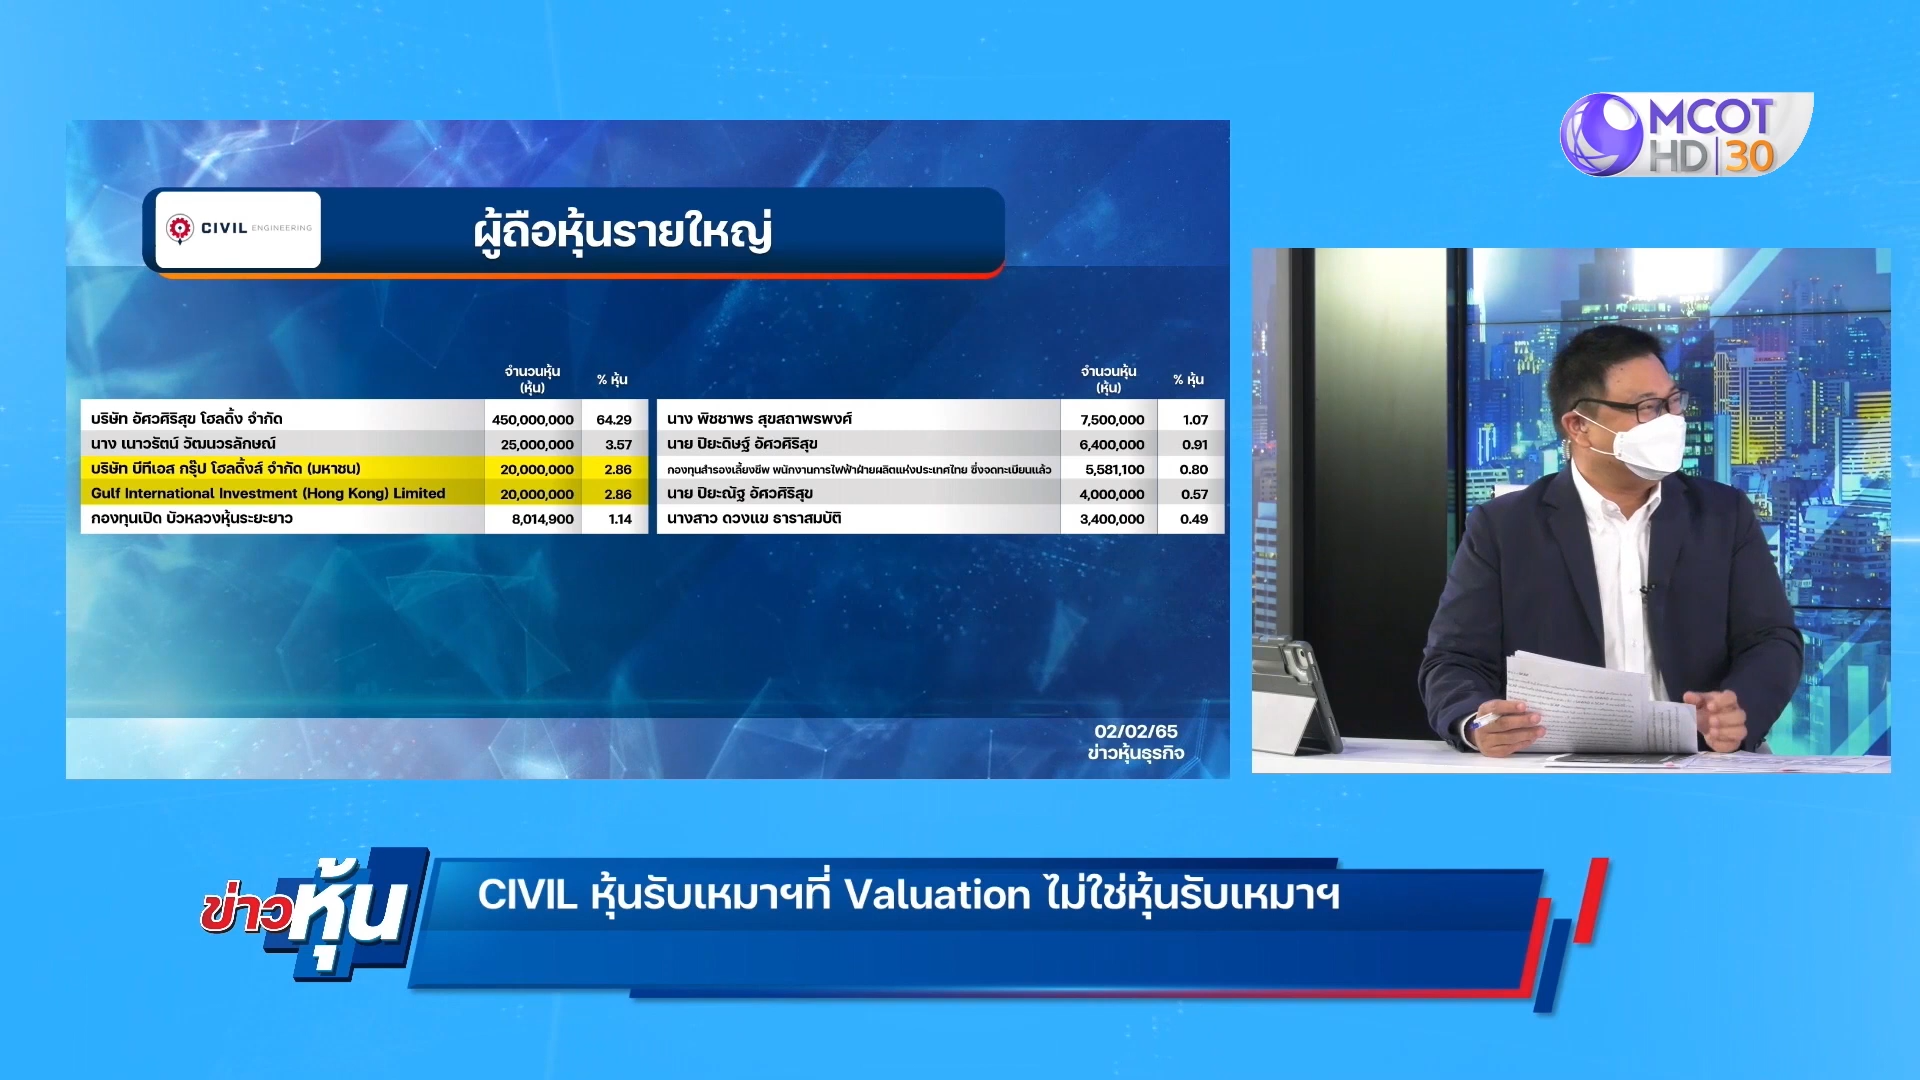 MCOT
HD 30
CIVIL ENGINEERING
ผู้ถือหุ้นรายใหญ่
จำนวนหุ้น
(หุ้น)
% หุ้น
บริษัท อัศวศิริสุข โฮลดิ้ง จำกัด 450,000,000 64.29
นาง เนาวรัตน์ วัฒนวรลักษณ์ 25,000,000 3.57
บริษัท บีทีเอส กรุ๊ป โฮลดิ้งส์ จำกัด (มหาชน) 20,000,000 2.86
Gulf International Investment (Hong Kong) Limited 20,000,000 2.86
กองทุนเปิด บัวหลวงหุ้นระยะยาว 8,014,900 1.14
จำนวนหุ้น
(หุ้น)
% หุ้น
นาง พิชชาพร สุขสถาพรพงศ์ 7,500,000 1.07
นาย ปิยะดิษฐ์ อัศวศิริสุข 6,400,000 0.91
กองทุนสำรองเลี้ยงชีพ พนักงานการไฟฟ้าฝ่ายผลิตแห่งประเทศไทย ซึ่งจดทะเบียนแล้ว 5,581,100 0.80
นาย ปิยะณัฐ อัศวศิริสุข 4,000,000 0.57
นางสาว ดวงแข ธาราสมบัติ 3,400,000 0.49
02/02/65
ข่าวหุ้นธุรกิจ
ข่าวหุ้น
CIVIL หุ้นรับเหมาฯที่ Valuation ไม่ใช่หุ้นรับเหมาฯ